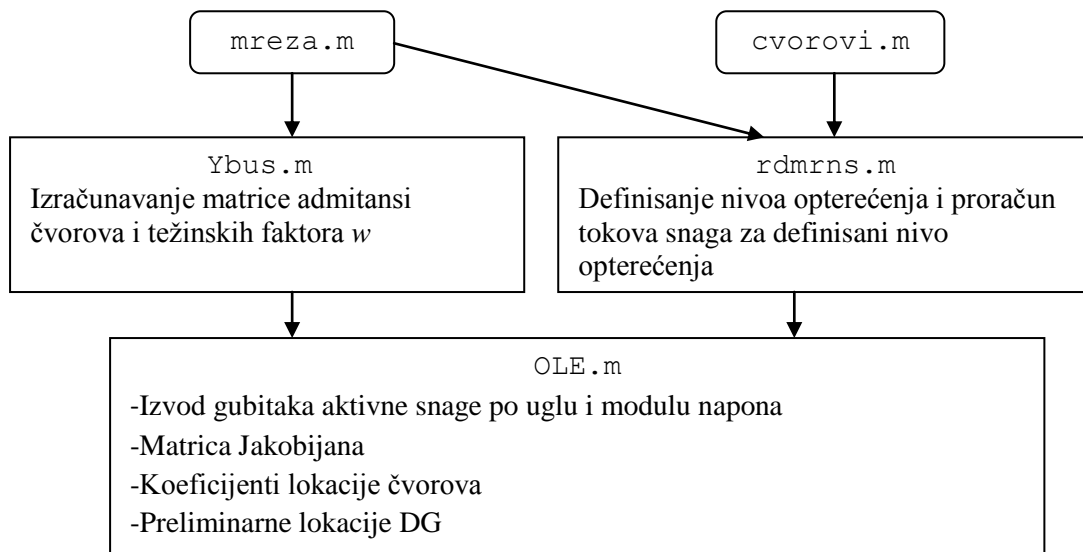 mreza.m
cvorovi.m
Ybus.m
Izračunavanje matrice admitansi
čvorova i težinskih faktora w
rdmrns.m
Definisanje nivoa opterećenja i proračun
tokova snaga za definisani nivo
opterećenja
OLE.m
-Izvod gubitaka aktivne snage po uglu i modulu napona
-Matrica Jakobijana
-Koeficijenti lokacije čvorova
-Preliminarne lokacije DG